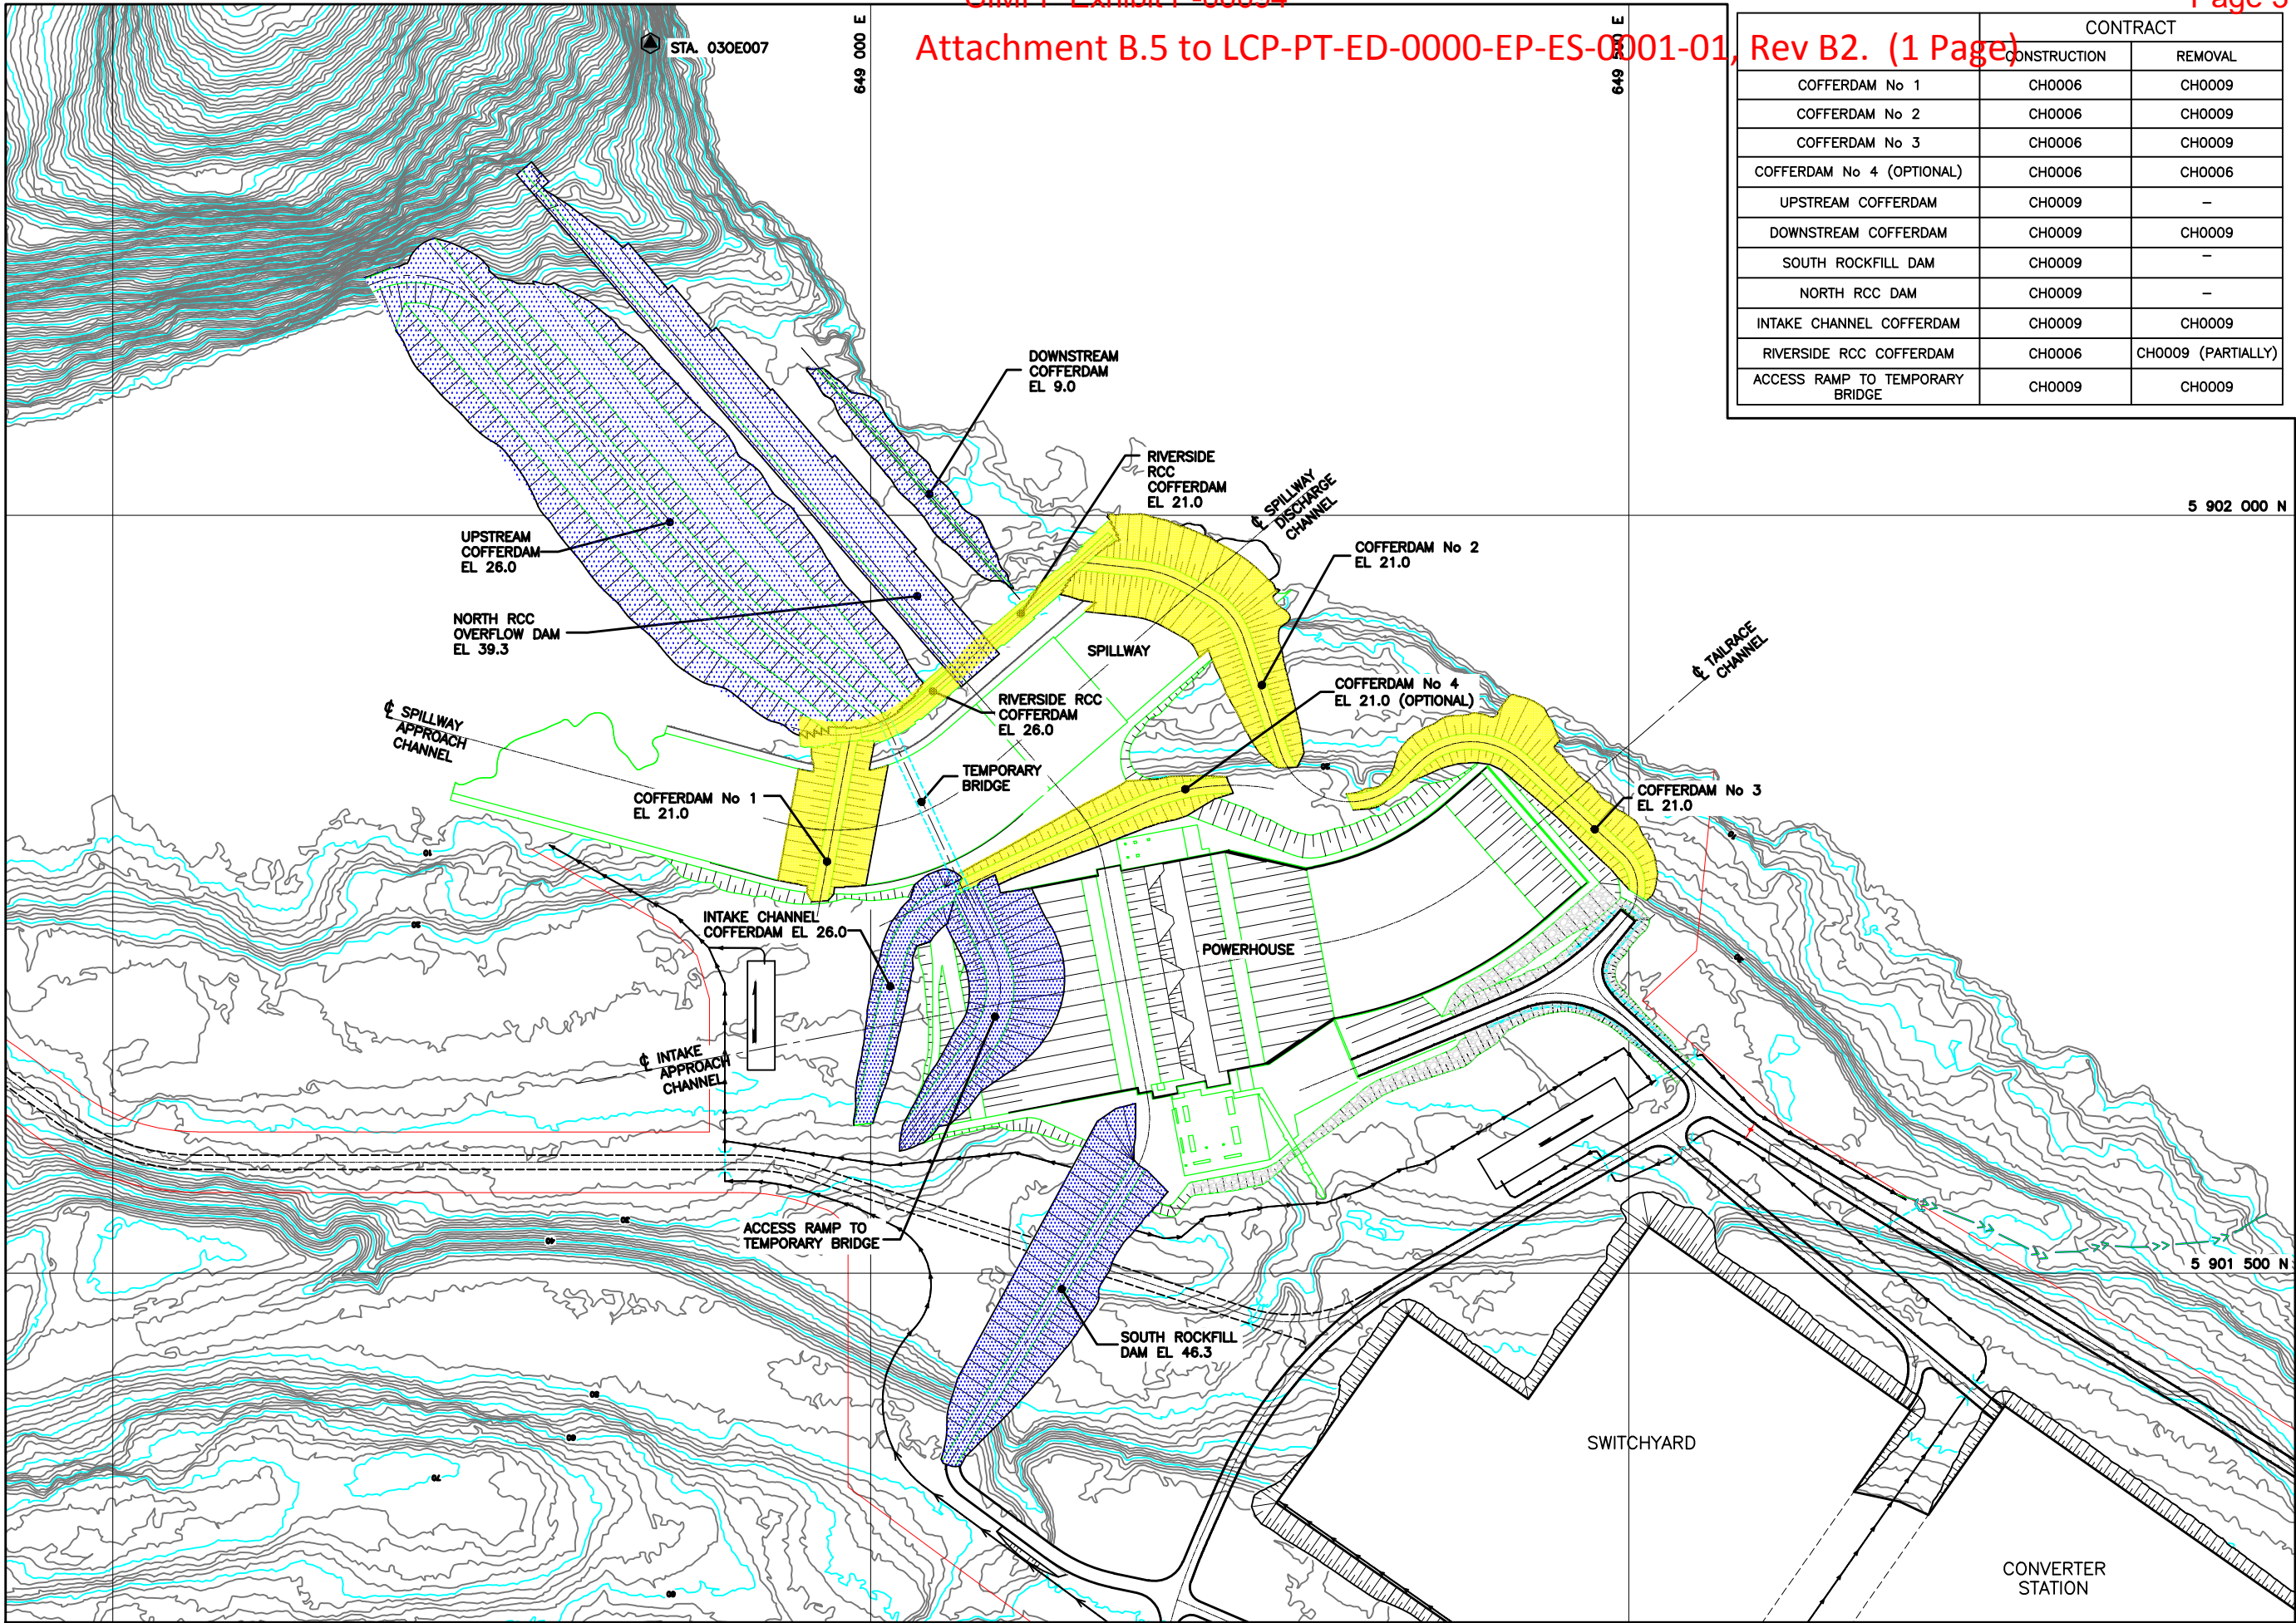 Page 3
Attachment B.5 to LCP-PT-ED-0000-EP-ES-0001-01, Rev B2. (1 Page)
STA. 030E007
649 000 E
649 500 E
CONTRACT
CONSTRUCTION REMOVAL
COFFERDAM No 1 CH0006 CH0009
COFFERDAM No 2 CH0006 CH0009
COFFERDAM No 3 CH0006 CH0009
COFFERDAM No 4 (OPTIONAL) CH0006 CH0006
UPSTREAM COFFERDAM CH0009 –
DOWNSTREAM COFFERDAM CH0009 CH0009
SOUTH ROCKFILL DAM CH0009 –
NORTH RCC DAM CH0009 –
INTAKE CHANNEL COFFERDAM CH0009 CH0009
RIVERSIDE RCC COFFERDAM CH0006 CH0009 (PARTIALLY)
ACCESS RAMP TO TEMPORARY
BRIDGE CH0009 CH0009
DOWNSTREAM
COFFERDAM
EL 9.0
RIVERSIDE
RCC
COFFERDAM
EL 21.0
℄ SPILLWAY
DISCHARGE
CHANNEL
5 902 000 N
UPSTREAM
COFFERDAM
EL 26.0
COFFERDAM No 2
EL 21.0
NORTH RCC
OVERFLOW DAM
EL 39.3
SPILLWAY
℄ TAILRACE
CHANNEL
COFFERDAM No 4
EL 21.0 (OPTIONAL)
RIVERSIDE RCC
COFFERDAM
EL 26.0
℄ SPILLWAY
APPROACH
CHANNEL
TEMPORARY
BRIDGE
COFFERDAM No 1
EL 21.0
COFFERDAM No 3
EL 21.0
INTAKE CHANNEL
COFFERDAM EL 26.0
POWERHOUSE
℄ INTAKE
APPROACH
CHANNEL
ACCESS RAMP TO
TEMPORARY BRIDGE
5 901 500 N
SOUTH ROCKFILL
DAM EL 46.3
SWITCHYARD
CONVERTER
STATION